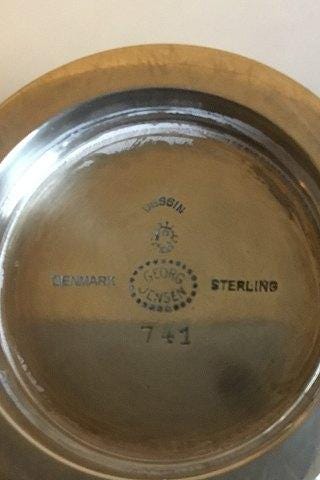 DESSIN
GEORG
JENSEN
DENMARK STERLING
741